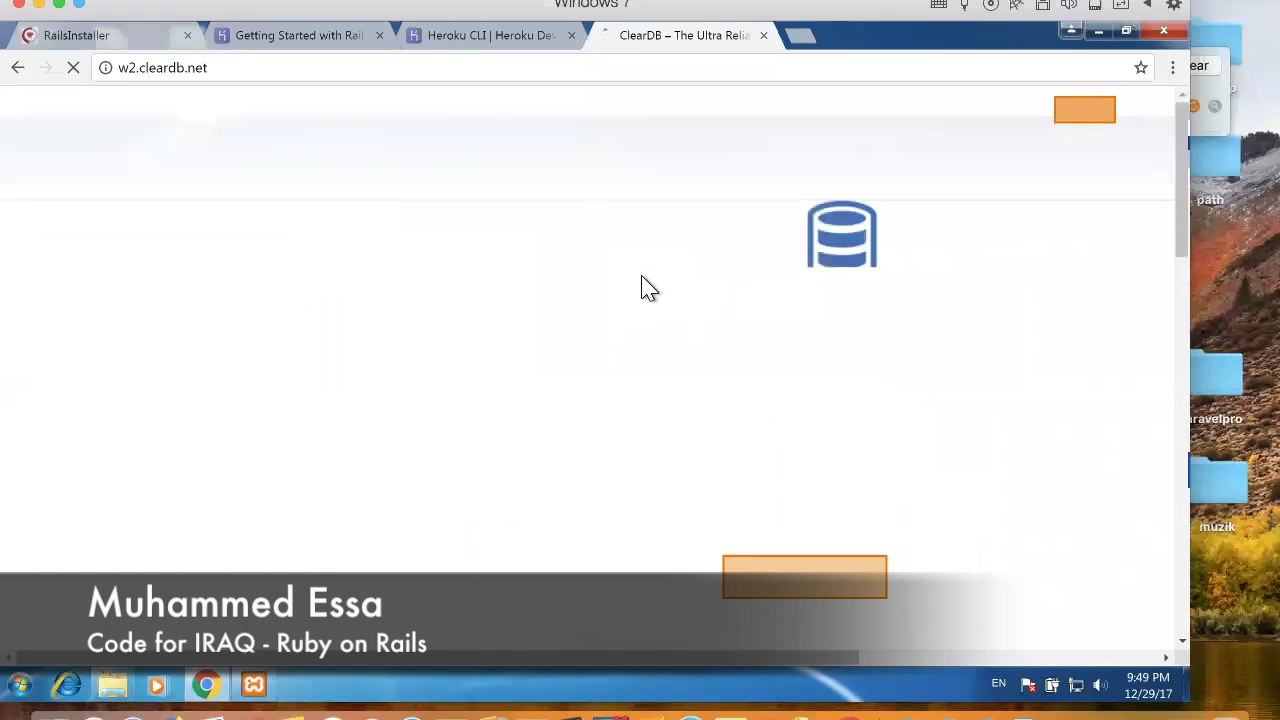 Windows 7
RailsInstaller
Getting Started with Rail
Heroku CLI | Heroku Dev
ClearDB – The Ultra Relia
w2.cleardb.net
ear
path
ravelpro
muzik
Muhammed Essa
Code for IRAQ - Ruby on Rails
EN
9:49 PM
12/29/17